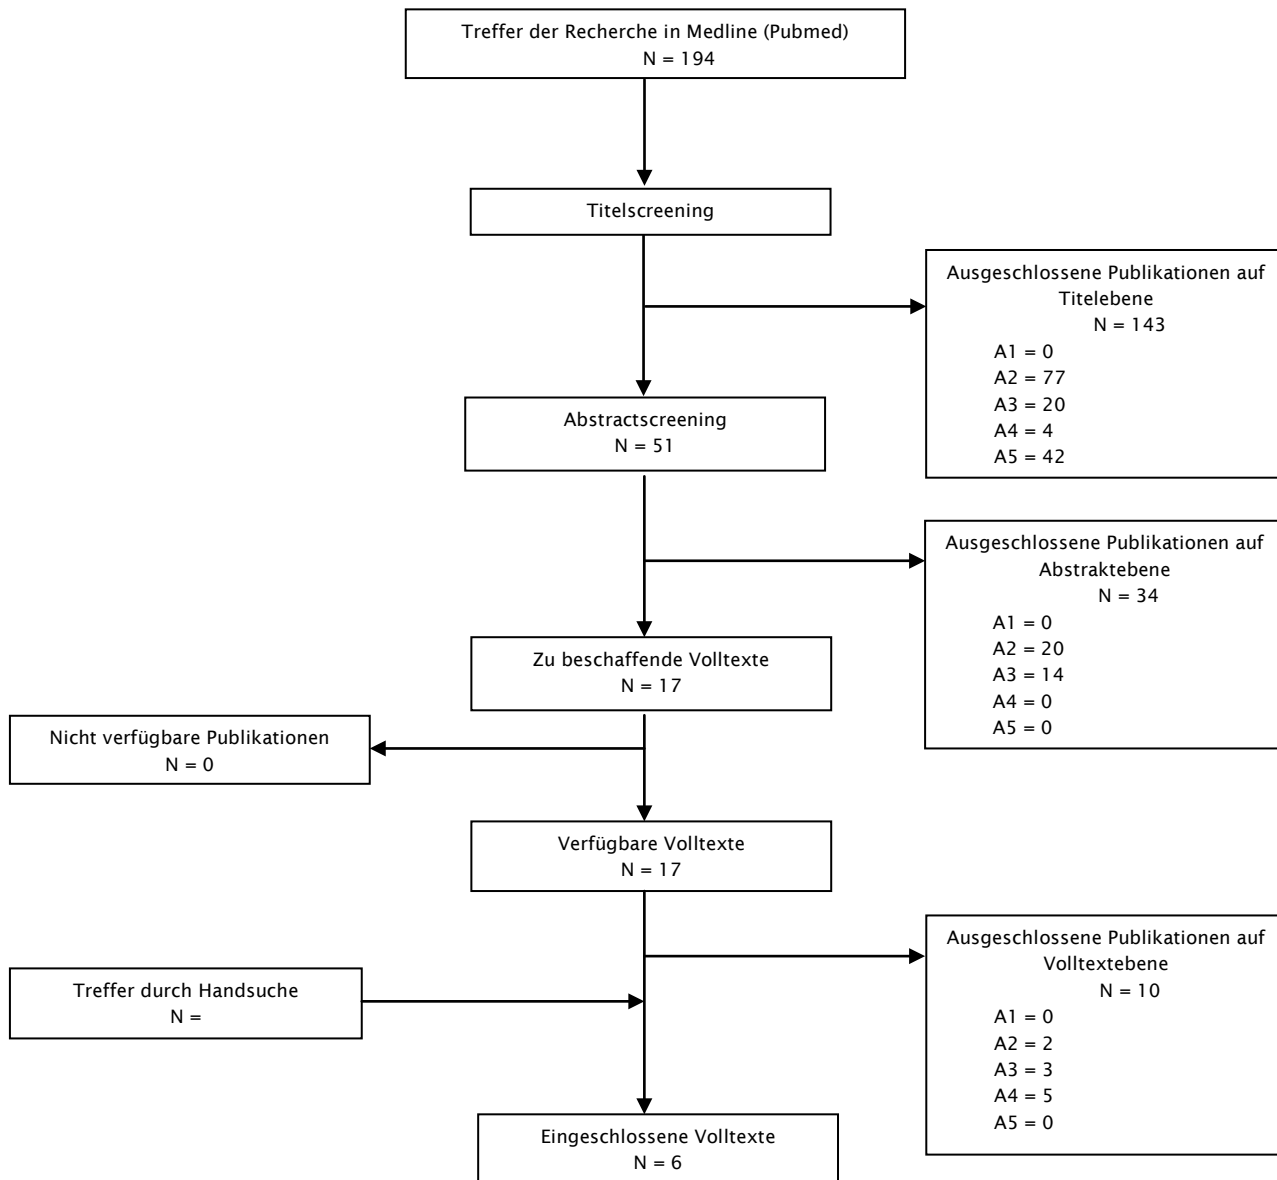 Treffer der Recherche in Medline (Pubmed)
N = 194
Titelscreening
Ausgeschlossene Publikationen auf
Titelebene
N = 143
A1 = 0
A2 = 77
A3 = 20
A4 = 4
A5 = 42
Abstractscreening
N = 51
Ausgeschlossene Publikationen auf
Abstraktebene
N = 34
A1 = 0
A2 = 20
A3 = 14
A4 = 0
A5 = 0
Zu beschaffende Volltexte
N = 17
Nicht verfügbare Publikationen
N = 0
Verfügbare Volltexte
N = 17
Ausgeschlossene Publikationen auf
Volltextebene
N = 10
A1 = 0
A2 = 2
A3 = 3
A4 = 5
A5 = 0
Treffer durch Handsuche
N =
Eingeschlossene Volltexte
N = 6